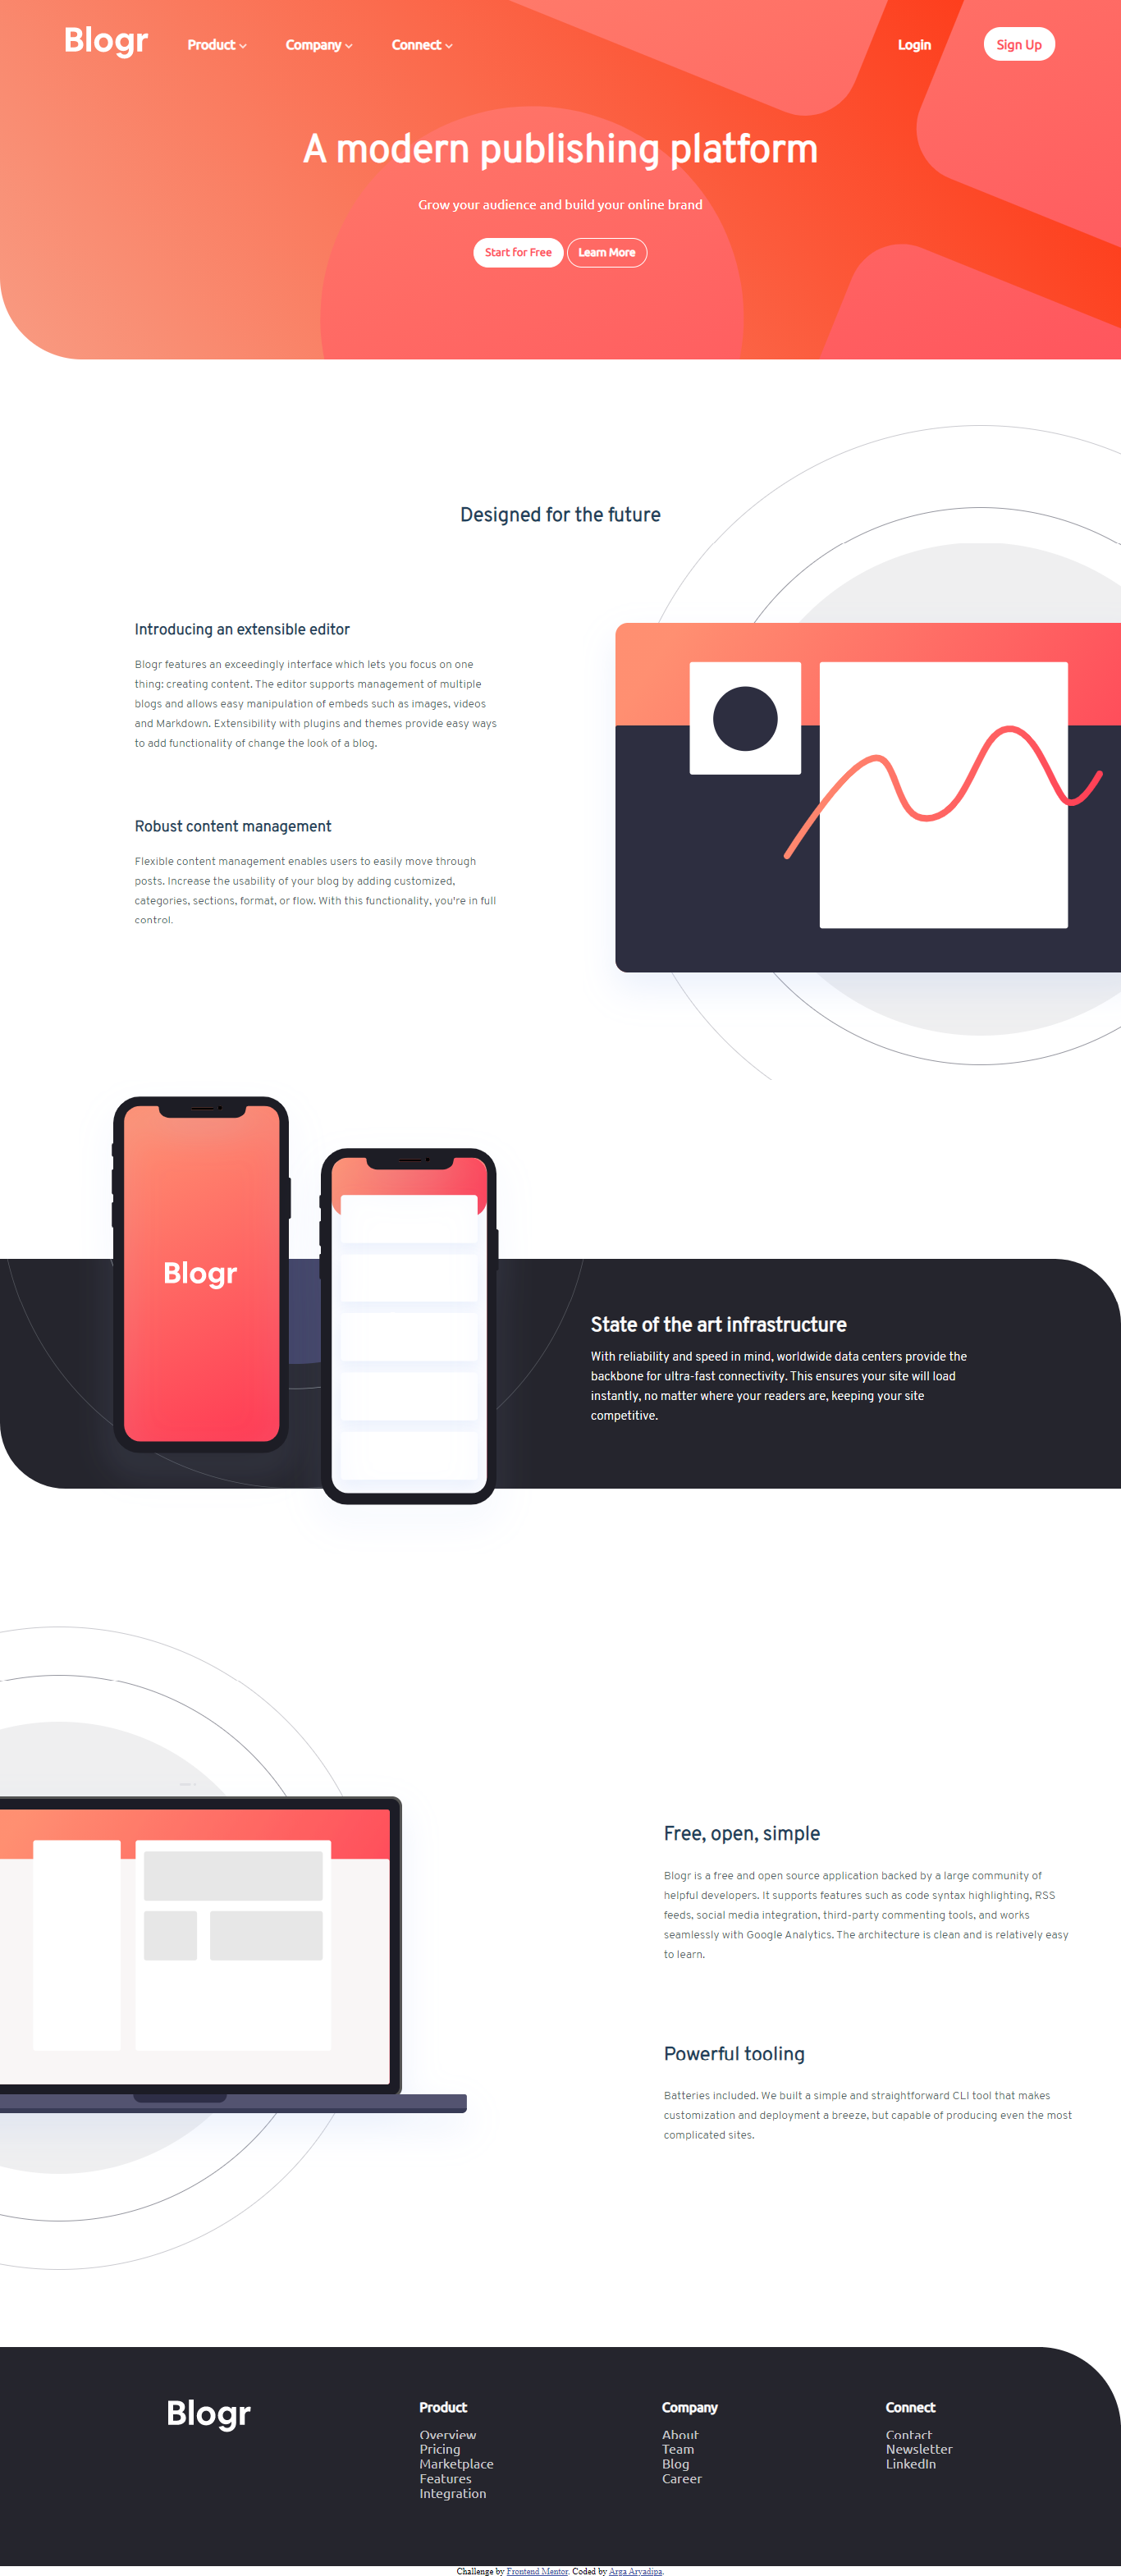 Blogr Product Company Connect Login Sign Up
A modern publishing platform
Grow your audience and build your online brand
Start for Free Learn More
Designed for the future
Introducing an extensible editor
Blogr features an exceedingly interface which lets you focus on one
thing: creating content. The editor supports management of multiple
blogs and allows easy manipulation of embeds such as images, videos
and Markdown. Extensibility with plugins and themes provide easy ways
to add functionality of change the look of a blog.
Robust content management
Flexible content management enables users to easily move through
posts. Increase the usability of your blog by adding customized,
categories, sections, format, or flow. With this functionality, you're in full
control.
Blogr
State of the art infrastructure
With reliability and speed in mind, worldwide data centers provide the
backbone for ultra-fast connectivity. This ensures your site will load
instantly, no matter where your readers are, keeping your site
competitive.
Free, open, simple
Blogr is a free and open source application backed by a large community of
helpful developers. It supports features such as code syntax highlighting, RSS
feeds, social media integration, third-party commenting tools, and works
seamlessly with Google Analytics. The architecture is clean and is relatively easy
to learn.
Powerful tooling
Batteries included. We built a simple and straightforward CLI tool that makes
customization and deployment a breeze, but capable of producing even the most
complicated sites.
Blogr
Product
Overview
Pricing
Marketplace
Features
Integration
Company
About
Team
Blog
Career
Connect
Contact
Newsletter
LinkedIn
Challenge by Frontend Mentor. Coded by Arga Aryadipa.